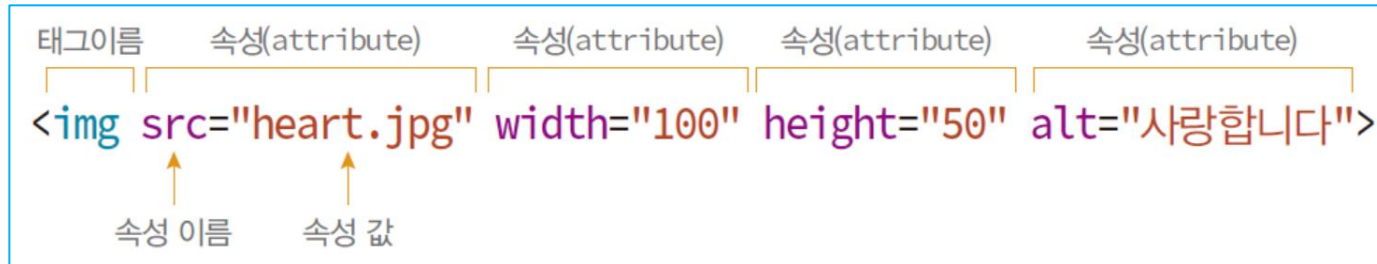 태그이름 속성(attribute) 속성(attribute) 속성(attribute) 속성(attribute)
<img src="heart.jpg" width="100" height="50" alt="사랑합니다">
속성 이름 속성 값